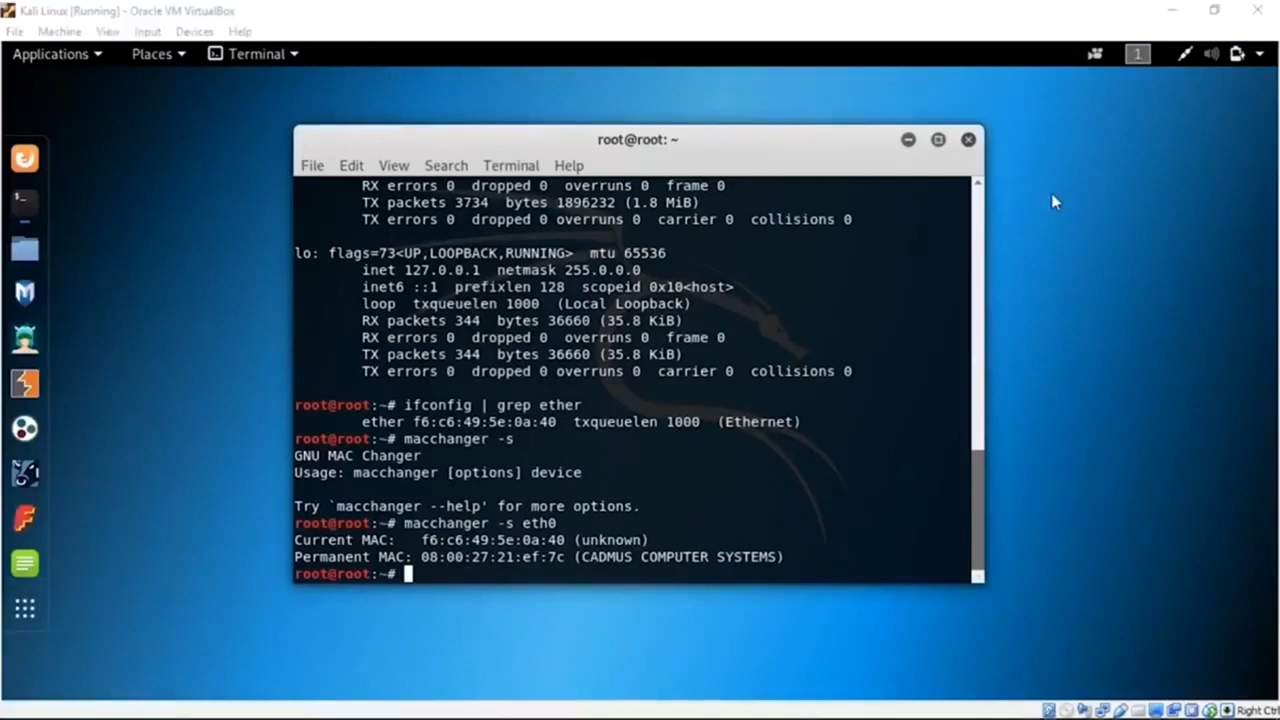 Kali Linux [Running] - Oracle VM VirtualBox
File Machine View Input Devices Help
Applications Places Terminal 1
root@root: ~
File Edit View Search Terminal Help
RX errors 0 dropped 0 overruns 0 frame 0
TX packets 3734 bytes 1896232 (1.8 MiB)
TX errors 0 dropped 0 overruns 0 carrier 0 collisions 0
lo: flags=73<UP,LOOPBACK,RUNNING> mtu 65536
inet 127.0.0.1 netmask 255.0.0.0
inet6 ::1 prefixlen 128 scopeid 0x10<host>
loop txqueuelen 1000 (Local Loopback)
RX packets 344 bytes 36660 (35.8 KiB)
RX errors 0 dropped 0 overruns 0 frame 0
TX packets 344 bytes 36660 (35.8 KiB)
TX errors 0 dropped 0 overruns 0 carrier 0 collisions 0
root@root:~# ifconfig | grep ether
ether f6:c6:49:5e:0a:40 txqueuelen 1000 (Ethernet)
root@root:~# macchanger -s
GNU MAC Changer
Usage: macchanger [options] device
Try `macchanger --help' for more options.
root@root:~# macchanger -s eth0
Current MAC: f6:c6:49:5e:0a:40 (unknown)
Permanent MAC: 08:00:27:21:ef:7c (CADMUS COMPUTER SYSTEMS)
root@root:~#
Right Ctrl